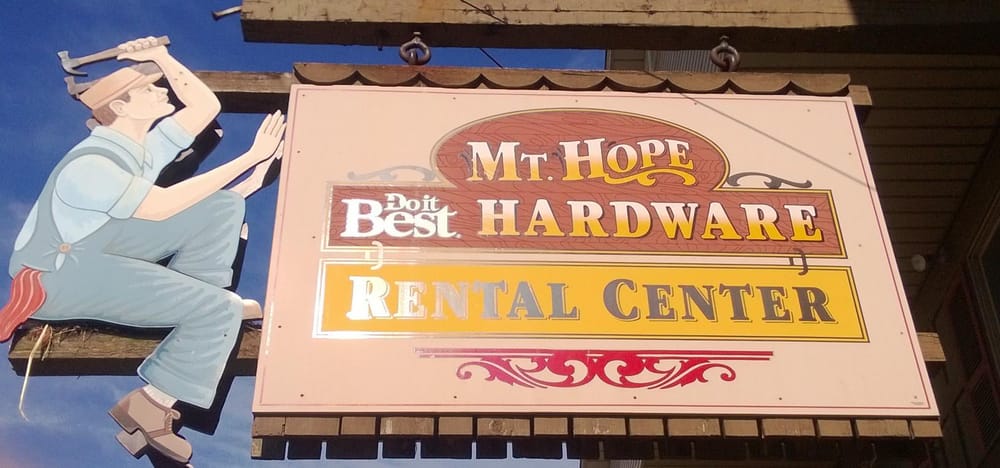 Mt. Hope
Do it Best. HARDWARE
Rental Center